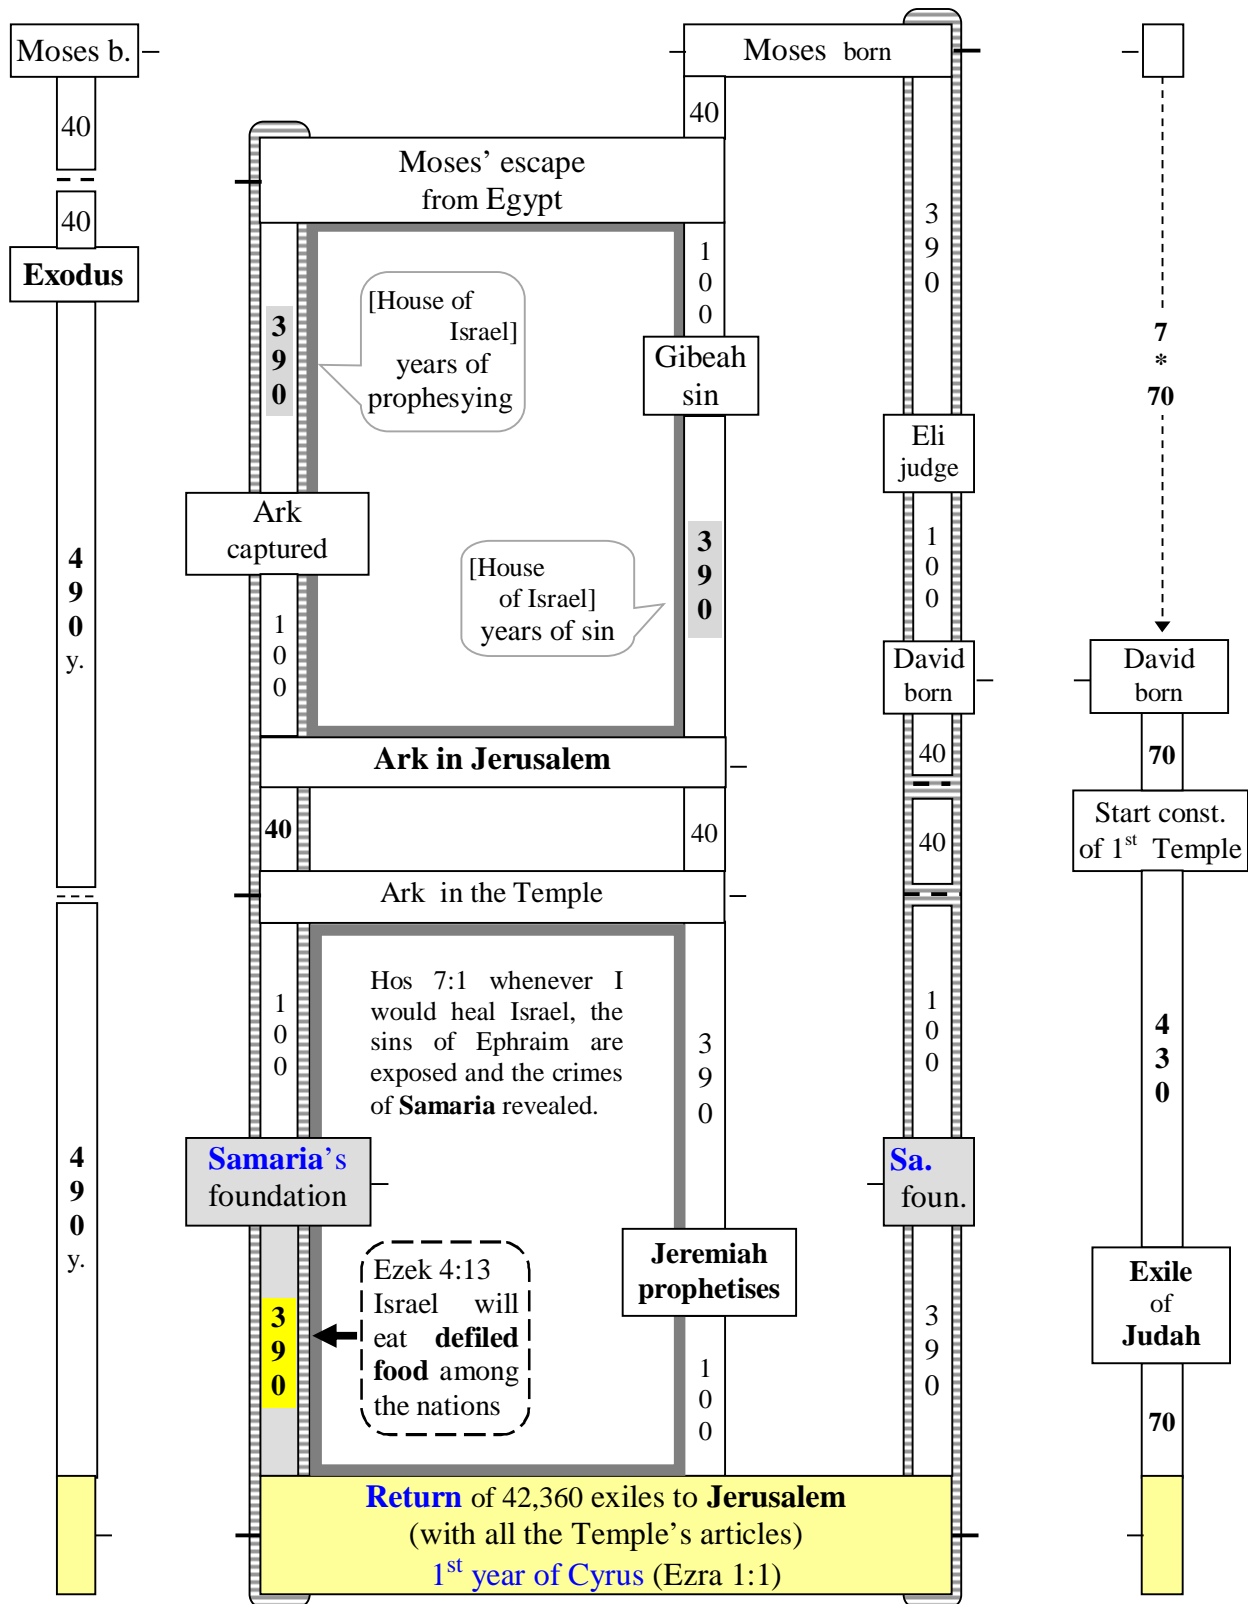 Moses b.
40
40
Exodus
4
9
0
y.
4
9
0
y.
Moses' escape
from Egypt
3
9
0
[House of
Israel]
years of
prophesying
Ark
captured
1
0
0
Ark in Jerusalem
40
40
Ark in the Temple
1
0
0
Hos 7:1 whenever I
would heal Israel, the
sins of Ephraim are
exposed and the crimes
of Samaria revealed.
Samaria's
foundation
3
9
0
Ezek 4:13
Israel will
eat defiled
food among
the nations
Moses born
40
1
0
0
Gibeah
sin
3
9
0
[House
of Israel]
years of sin
3
9
0
Jeremiah
prophetises
1
0
0
3
9
0
Eli
judge
1
0
0
David
born
40
40
1
0
0
Sa.
foun.
3
9
0
Return of 42,360 exiles to Jerusalem
(with all the Temple's articles)
1st year of Cyrus (Ezra 1:1)
7
*
70
David
born
70
Start const.
of 1st Temple
4
3
0
Exile
of
Judah
70